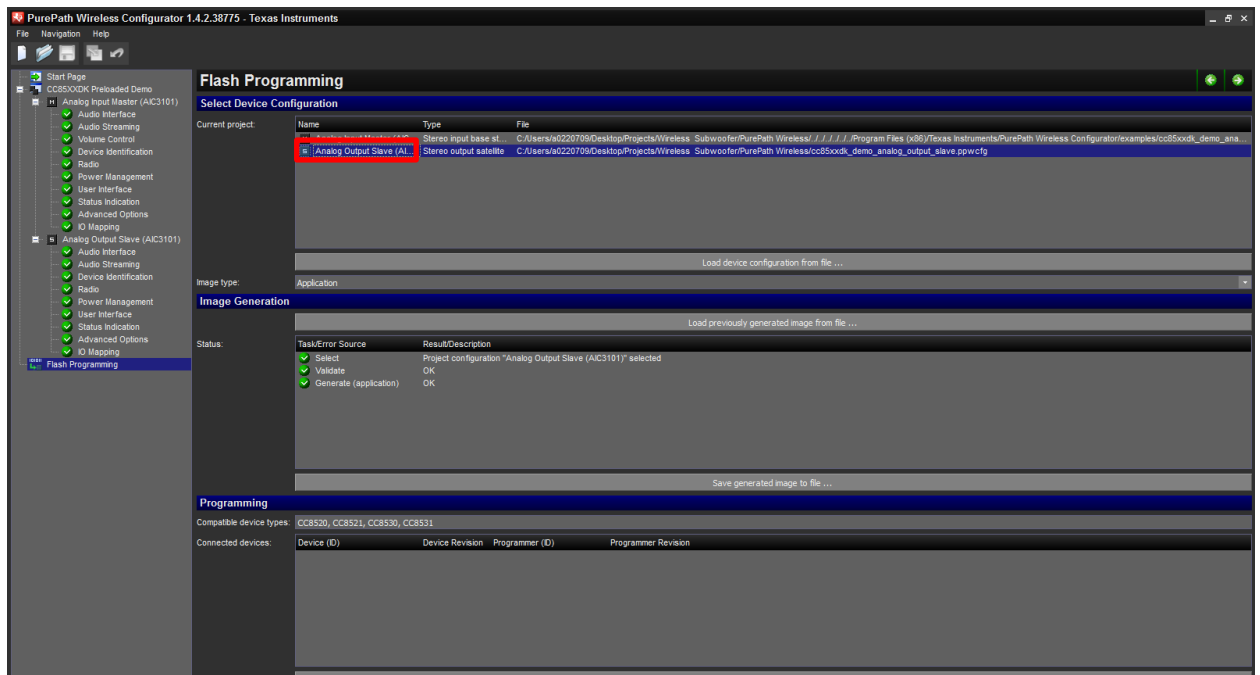 PurePath Wireless Configurator 1.4.2.38775 - Texas Instruments
File Navigation Help
Start Page
CC85XXDK Preloaded Demo
M Analog Input Master (AIC3101)
Audio Interface
Audio Streaming
Volume Control
Device Identification
Radio
Power Management
User Interface
Status Indication
Advanced Options
IO Mapping
S Analog Output Slave (AIC3101)
Audio Interface
Audio Streaming
Device Identification
Radio
Power Management
User Interface
Status Indication
Advanced Options
IO Mapping
Flash Programming
Flash Programming
Select Device Configuration
Current project:
Name Type File
Analog Input Master (AIC... Stereo input base st... C:/Users/a0220709/Desktop/Projects/Wireless Subwoofer/PurePath Wireless/../../../../../../Program Files (x86)/Texas Instruments/PurePath Wireless Configurator/examples/cc85xxdk_demo_ana...
S Analog Output Slave (AI... Stereo output satellite C:/Users/a0220709/Desktop/Projects/Wireless Subwoofer/PurePath Wireless/cc85xxdk_demo_analog_output_slave.ppwcfg
Load device configuration from file ...
Image type: Application
Image Generation
Load previously generated image from file ...
Status:
Task/Error Source Result/Description
Select Project configuration "Analog Output Slave (AIC3101)" selected
Validate OK
Generate (application) OK
Save generated image to file ...
Programming
Compatible device types: CC8520, CC8521, CC8530, CC8531
Connected devices: Device (ID) Device Revision Programmer (ID) Programmer Revision